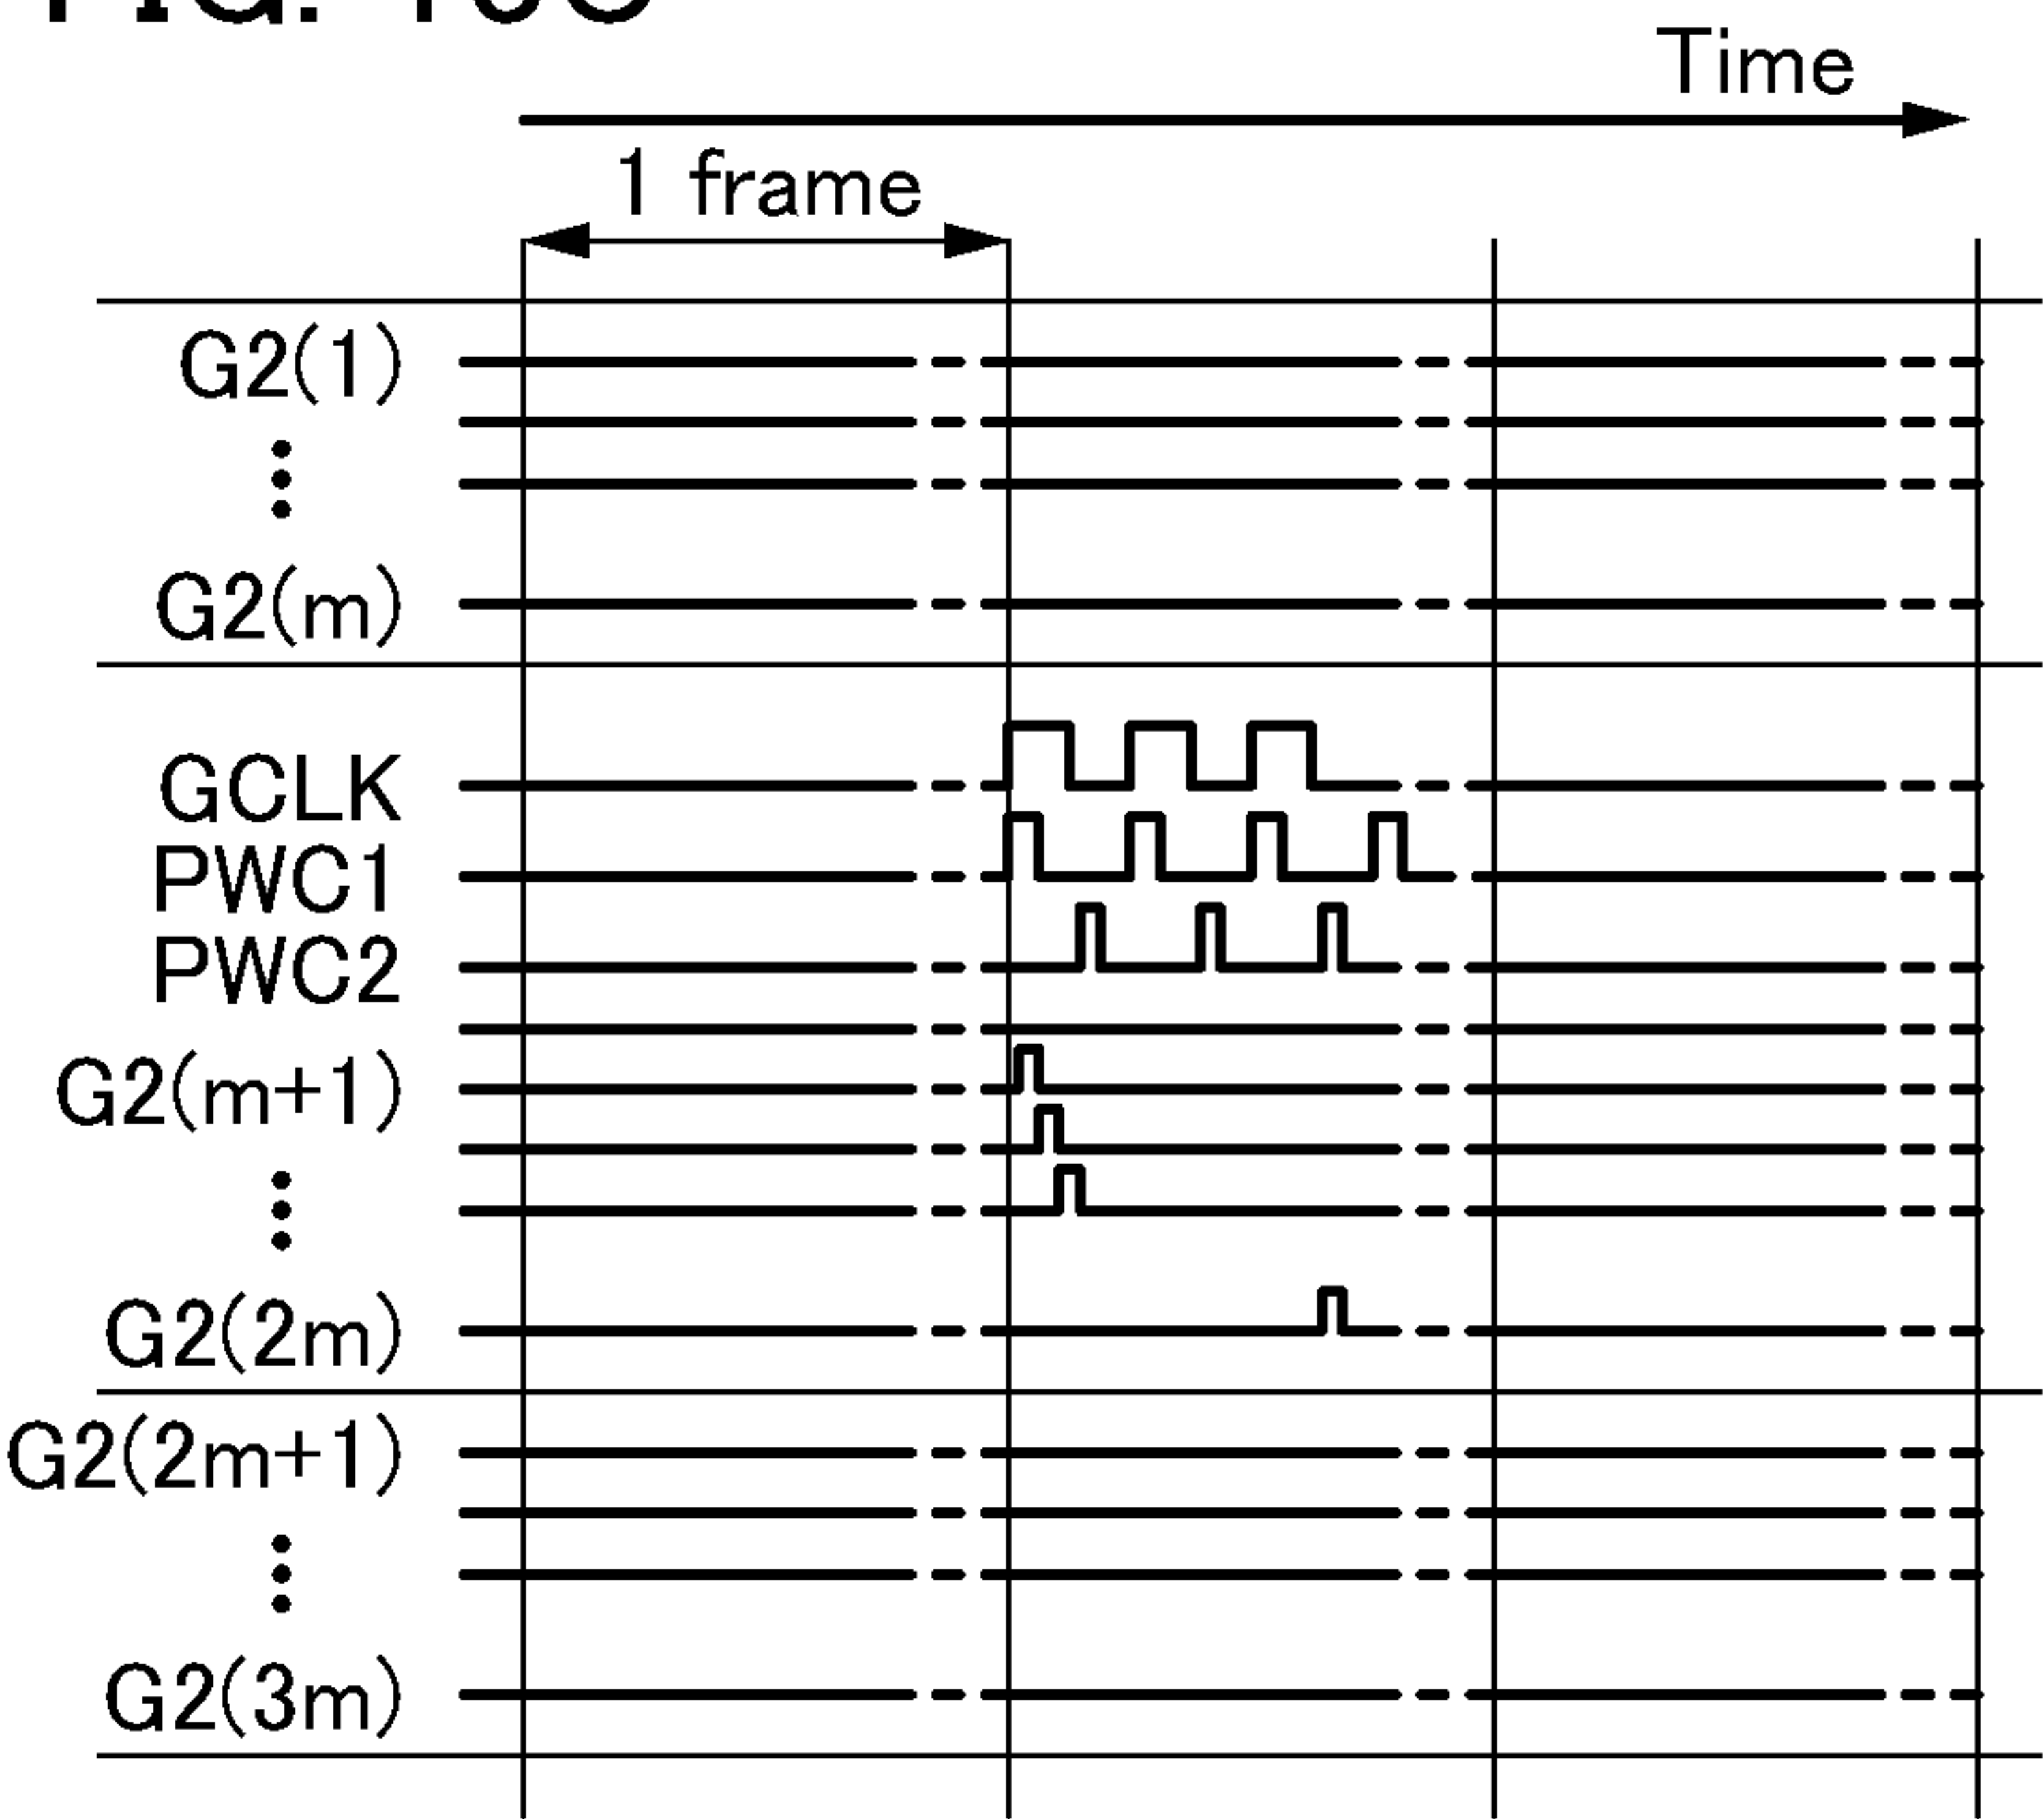 Time
1 frame
G2(1)
G2(m)
GCLK
PWC1
PWC2
G2(m+1)
G2(2m)
G2(2m+1)
G2(3m)